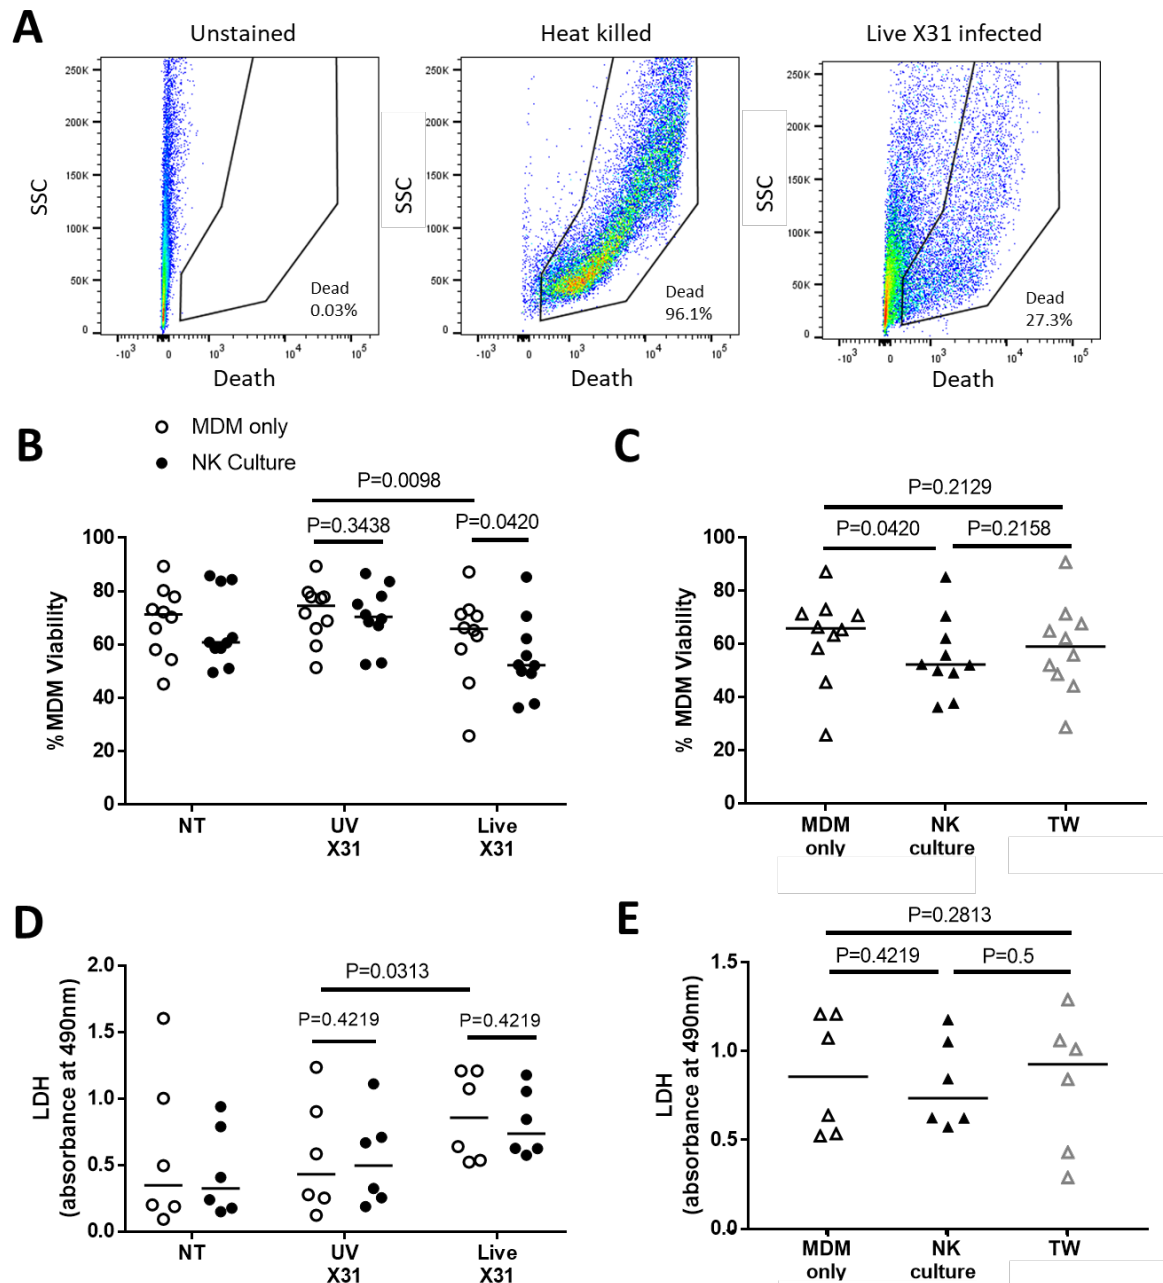 A
Unstained
Heat killed
Live X31 infected
250K
200K
150K
100K
50K
0
SSC
Dead
0.03%
-10³ 0 10³ 10⁴ 10⁵
Death
250K
200K
150K
100K
50K
0
SSC
Dead
96.1%
-10³ 0 10³ 10⁴ 10⁵
Death
250K
200K
150K
100K
50K
0
SSC
Dead
27.3%
-10³ 0 10³ 10⁴ 10⁵
Death
B
MDM only
NK Culture
P=0.0098
P=0.3438
P=0.0420
100
80
60
40
20
0
% MDM Viability
NT
UV
X31
Live
X31
C
P=0.2129
P=0.0420
P=0.2158
100
80
60
40
20
0
% MDM Viability
MDM
only
NK
culture
TW
D
P=0.0313
P=0.4219
P=0.4219
2.0
1.5
1.0
0.5
0.0
LDH
(absorbance at 490nm)
NT
UV
X31
Live
X31
E
P=0.2813
P=0.4219
P=0.5
1.5
1.0
0.5
0.0
LDH
(absorbance at 490nm)
MDM
only
NK
culture
TW